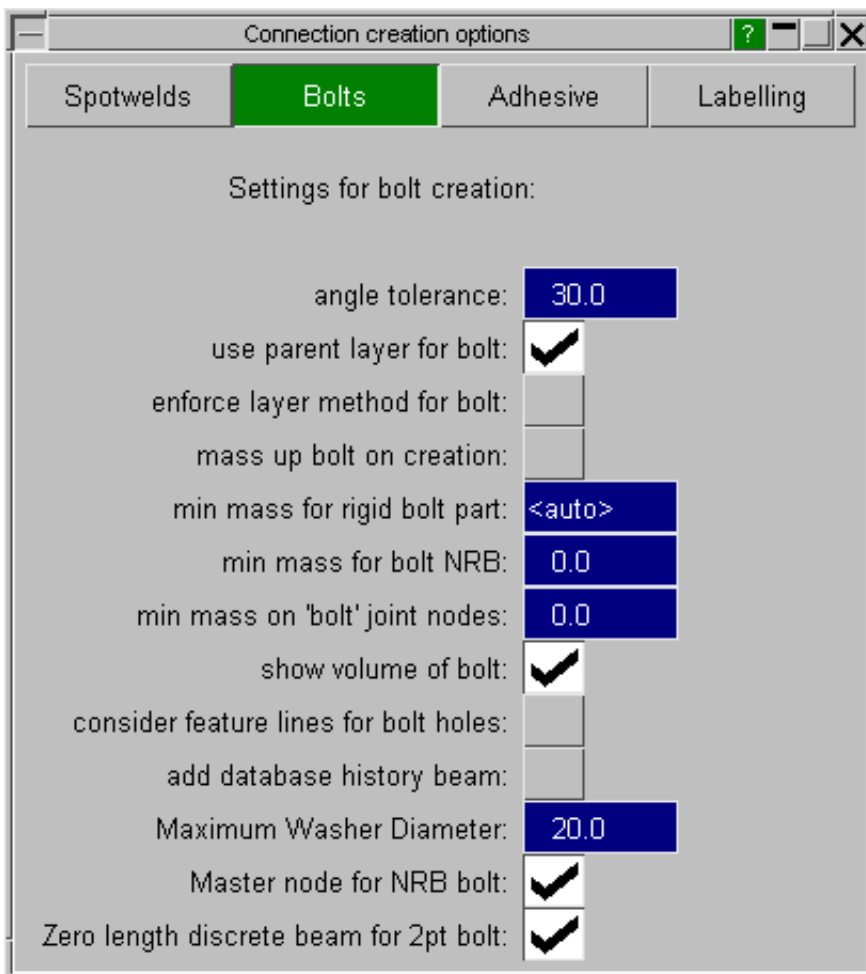 Connection creation options ?
Spotwelds Bolts Adhesive Labelling
Settings for bolt creation:
angle tolerance: 30.0
use parent layer for bolt:
enforce layer method for bolt:
mass up bolt on creation:
min mass for rigid bolt part: <auto>
min mass for bolt NRB: 0.0
min mass on 'bolt' joint nodes: 0.0
show volume of bolt:
consider feature lines for bolt holes:
add database history beam:
Maximum Washer Diameter: 20.0
Master node for NRB bolt:
Zero length discrete beam for 2pt bolt: